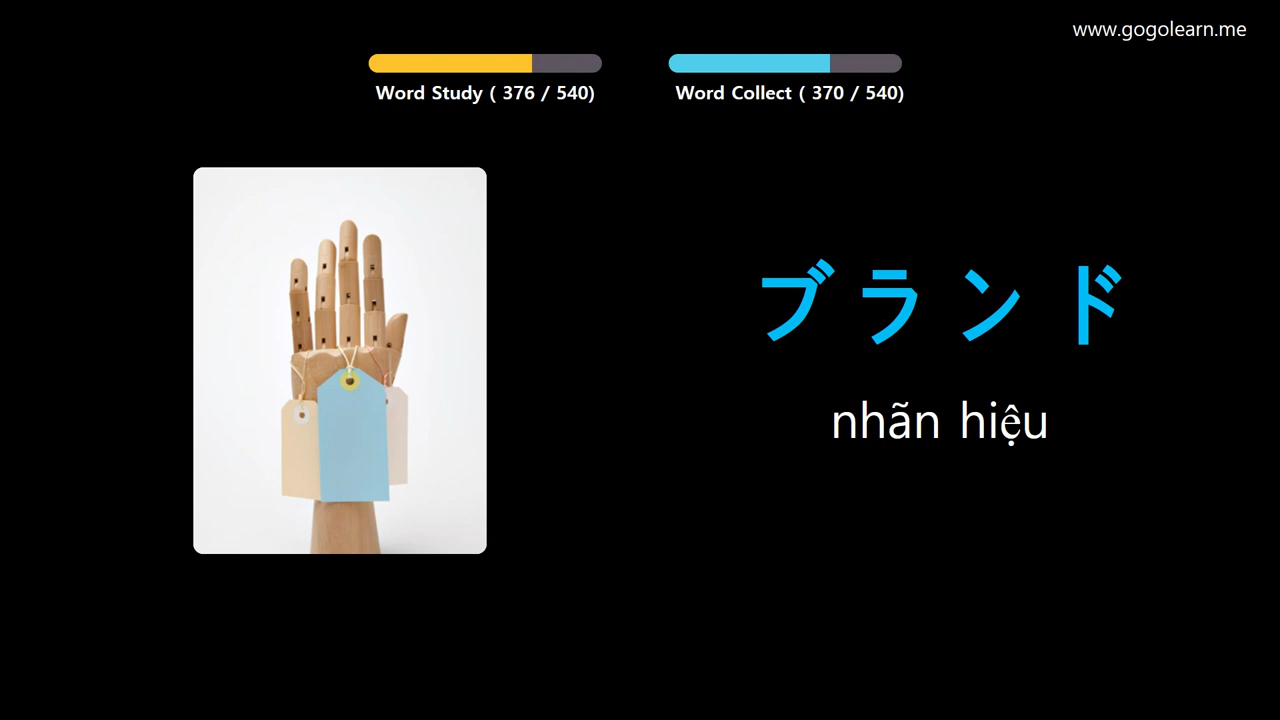 www.gogolearn.me
Word Study ( 376 / 540)
Word Collect ( 370 / 540)
ブランド
nhãn hiệu